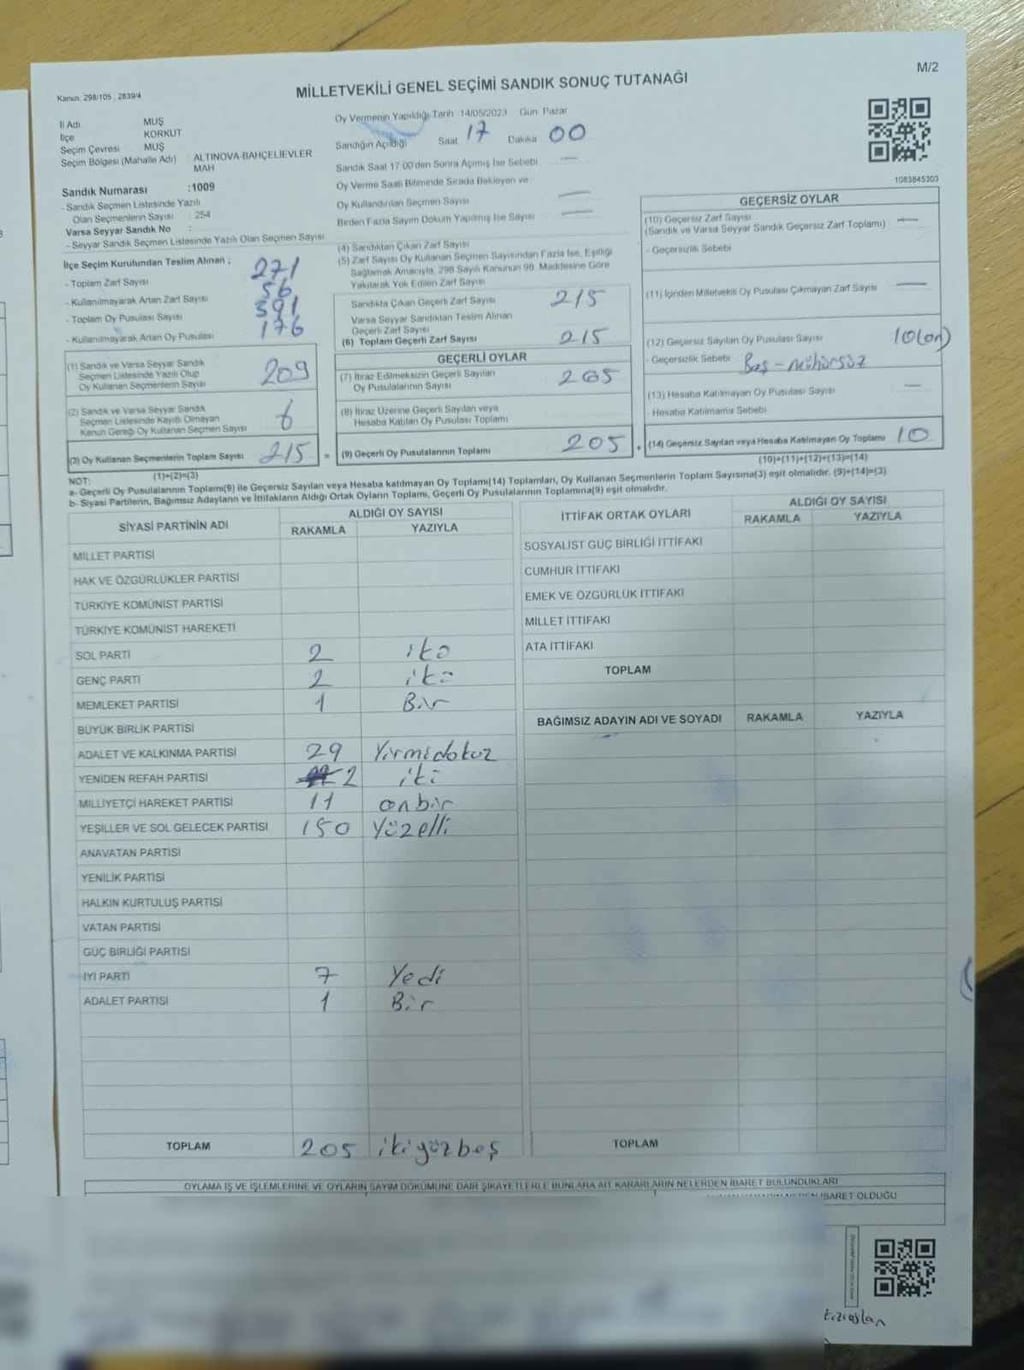 M/2
Kanun: 298/105 , 2839/4
MİLLETVEKİLİ GENEL SEÇİMİ SANDIK SONUÇ TUTANAĞI
İl Adı MUŞ
İlçe KORKUT
Seçim Çevresi MUŞ
Seçim Bölgesi (Mahalle Adı) ALTINOVA-BAHÇELİEVLER MAH
Sandık Numarası :1009
- Sandık Seçmen Listesinde Yazılı
Olan Seçmenlerin Sayısı : 254
Varsa Seyyar Sandık No :
- Seyyar Sandık Seçmen Listesinde Yazılı Olan Seçmen Sayısı
İlçe Seçim Kurulundan Teslim Alınan ;
- Toplam Zarf Sayısı 271
- Kullanılmayarak Artan Zarf Sayısı 56
- Toplam Oy Pusulası Sayısı 391
- Kullanılmayarak Artan Oy Pusulası 176
(1) Sandık ve Varsa Seyyar Sandık
Seçmen Listesinde Yazılı Olup
Oy Kullanan Seçmenlerin Sayısı 209
(2) Sandık ve Varsa Seyyar Sandık
Seçmen Listesinde Kayıtlı Olmayan
Kanun Gereği Oy Kullanan Seçmen Sayısı 6
(3) Oy Kullanan Seçmenlerin Toplam Sayısı 215 =
(1)+(2)=(3)
Oy Vermenin Yapıldığı Tarih :14/05/2023 Gün: Pazar
Sandığın Açıldığı Saat 17 Dakika 00
Sandık Saat 17:00'den Sonra Açılmış İse Sebebi —
Oy Verme Saati Bitiminde Sırada Bekleyen ve
Oy Kullandırılan Seçmen Sayısı —
Birden Fazla Sayım Döküm Yapılmış İse Sayısı —
(4) Sandıktan Çıkan Zarf Sayısı
(5) Zarf Sayısı Oy Kullanan Seçmen Sayısından Fazla İse, Eşitliği
Sağlamak Amacıyla, 298 Sayılı Kanunun 98. Maddesine Göre
Yakılarak Yok Edilen Zarf Sayısı
Sandıkta Çıkan Geçerli Zarf Sayısı 215
Varsa Seyyar Sandıktan Teslim Alınan
Geçerli Zarf Sayısı
(6) Toplam Geçerli Zarf Sayısı 215
GEÇERLİ OYLAR
(7) İtiraz Edilmeksizin Geçerli Sayılan
Oy Pusulalarının Sayısı 205
(8) İtiraz Üzerine Geçerli Sayılan veya
Hesaba Katılan Oy Pusulası Toplamı
(9) Geçerli Oy Pusulalarının Toplamı 205 +
1083845303
GEÇERSİZ OYLAR
(10) Geçersiz Zarf Sayısı
(Sandık ve Varsa Seyyar Sandık Geçersiz Zarf Toplamı) —
- Geçersizlik Sebebi
(11) İçinden Milletvekili Oy Pusulası Çıkmayan Zarf Sayısı —
(12) Geçersiz Sayılan Oy Pusulası Sayısı 10(on)
- Geçersizlik Sebebi Boş - mühürsüz
(13) Hesaba Katılmayan Oy Pusulası Sayısı —
Hesaba Katılmama Sebebi
(14) Geçersiz Sayılan veya Hesaba Katılmayan Oy Toplamı 10
(10)+(11)+(12)+(13)=(14)
NOT:
a- Geçerli Oy Pusulalarının Toplamı(9) ile Geçersiz Sayılan veya Hesaba katılmayan Oy Toplamı(14) Toplamları, Oy Kullanan Seçmenlerin Toplam Sayısına(3) eşit olmalıdır. (9)+(14)=(3)
b- Siyasi Partilerin, Bağımsız Adayların ve İttifakların Aldığı Ortak Oyların Toplamı, Geçerli Oy Pusulalarının Toplamına(9) eşit olmalıdır.
SİYASİ PARTİNİN ADI ALDIĞI OY SAYISI
RAKAMLA YAZIYLA
MİLLET PARTİSİ
HAK VE ÖZGÜRLÜKLER PARTİSİ
TÜRKİYE KOMÜNİST PARTİSİ
TÜRKİYE KOMÜNİST HAREKETİ
SOL PARTİ 2 iki
GENÇ PARTİ 2 iki
MEMLEKET PARTİSİ 1 Bir
BÜYÜK BİRLİK PARTİSİ
ADALET VE KALKINMA PARTİSİ 29 Yirmidokuz
YENİDEN REFAH PARTİSİ 2 iki
MİLLİYETÇİ HAREKET PARTİSİ 11 onbir
YEŞİLLER VE SOL GELECEK PARTİSİ 150 Yüzelli
ANAVATAN PARTİSİ
YENİLİK PARTİSİ
HALKIN KURTULUŞ PARTİSİ
VATAN PARTİSİ
GÜÇ BİRLİĞİ PARTİSİ
İYİ PARTİ 7 Yedi
ADALET PARTİSİ 1 Bir
TOPLAM 205 ikiyüzbeş
İTTİFAK ORTAK OYLARI ALDIĞI OY SAYISI
RAKAMLA YAZIYLA
SOSYALİST GÜÇ BİRLİĞİ İTTİFAKI
CUMHUR İTTİFAKI
EMEK VE ÖZGÜRLÜK İTTİFAKI
MİLLET İTTİFAKI
ATA İTTİFAKI
TOPLAM
BAĞIMSIZ ADAYIN ADI VE SOYADI RAKAMLA YAZIYLA
TOPLAM
OYLAMA İŞ VE İŞLEMLERİNE VE OYLARIN SAYIM DÖKÜMÜNE DAİR ŞİKAYETLERLE BUNLARA AİT KARARLARIN NELERDEN İBARET BULUNDUKLARI
İBARET OLDUĞU